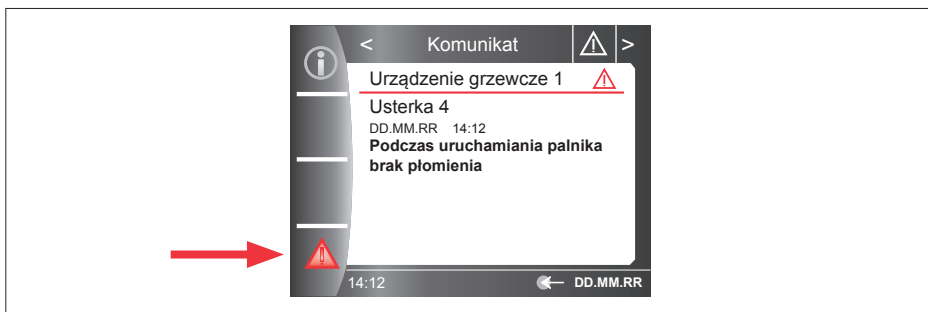 < Komunikat >
Urządzenie grzewcze 1
Usterka 4
DD.MM.RR 14:12
Podczas uruchamiania palnika
brak płomienia
14:12 DD.MM.RR